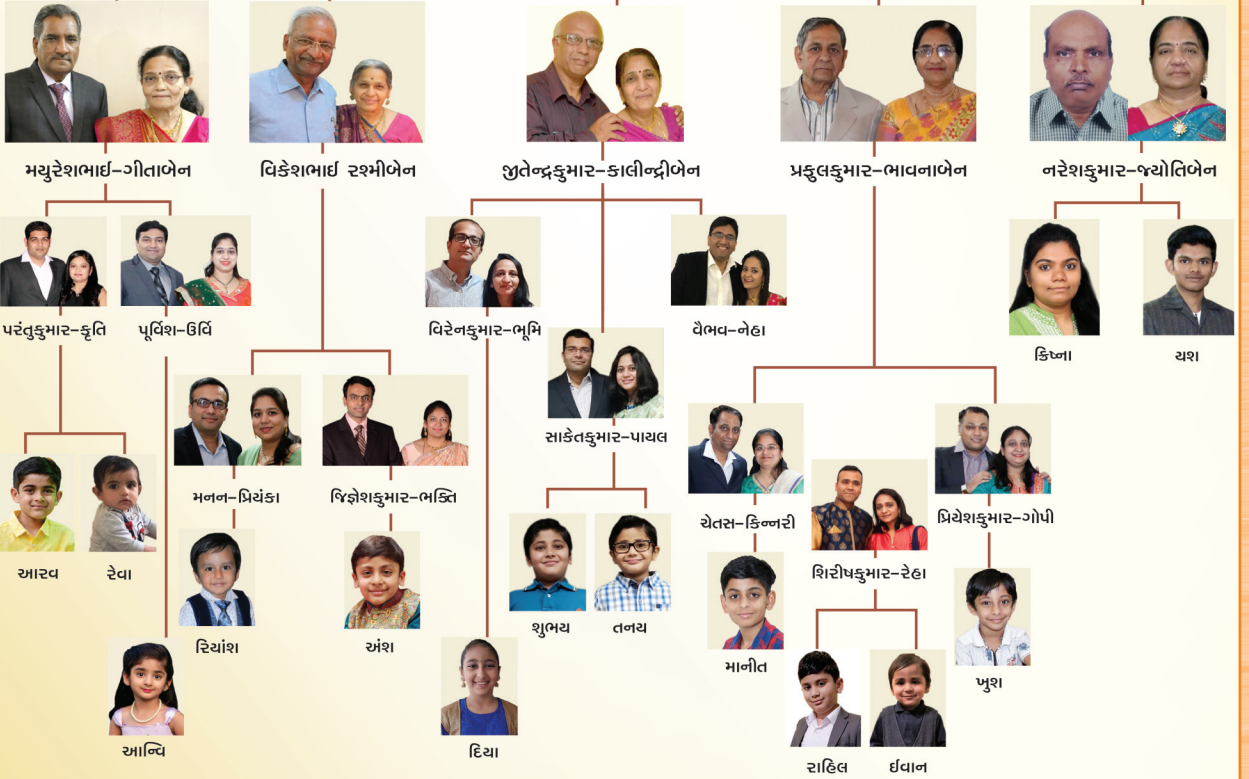 મયુરેશભાઈ-ગીતાબેન
વિકેશભાઈ રશ્મીબેન
જીતેન્દ્રકુમાર-કાલીન્દ્રીબેન
પ્રફુલકુમાર-ભાવનાબેન
નરેશકુમાર-જ્યોતિબેન
પરંતુકુમાર-કૃતિ
પૂર્વિશ-ઉર્વિ
વિરેનકુમાર-ભૂમિ
વૈભવ-નેહા
ક્રિષ્ના
યશ
સાકેતકુમાર-પાયલ
મનન-પ્રિયંકા
જિજ્ઞેશકુમાર-ભક્તિ
ચેતસ-કિન્નરી
પ્રિયેશકુમાર-ગોપી
આરવ
રેવા
શિરીષકુમાર-રેહા
શુભય
તનય
રિયાંશ
અંશ
માનીત
ખુશ
આન્વિ
દિયા
રાહિલ
ઈવાન